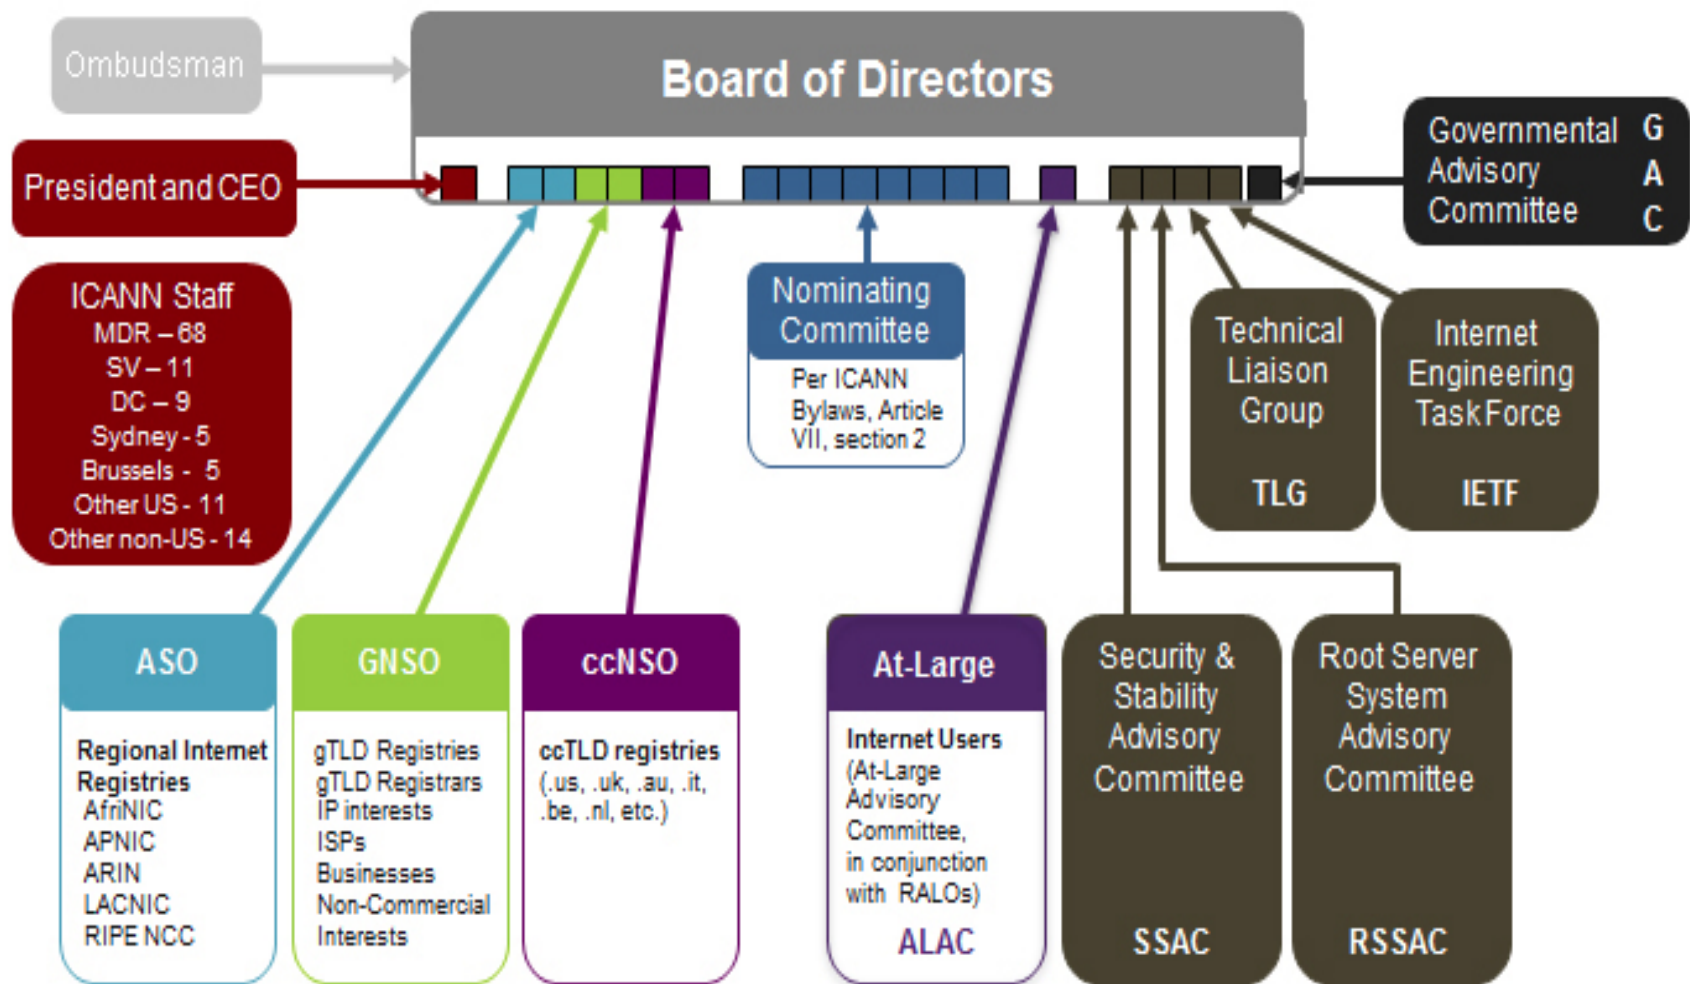 Ombudsman
Board of Directors
President and CEO
Governmental
Advisory
Committee
G
A
C
ICANN Staff
MDR – 68
SV – 11
DC – 9
Sydney - 5
Brussels - 5
Other US - 11
Other non-US - 14
Nominating
Committee
Per ICANN
Bylaws, Article
VII, section 2
Technical
Liaison
Group
TLG
Internet
Engineering
Task Force
IETF
ASO
Regional Internet
Registries
AfriNIC
APNIC
ARIN
LACNIC
RIPE NCC
GNSO
gTLD Registries
gTLD Registrars
IP interests
ISPs
Businesses
Non-Commercial
Interests
ccNSO
ccTLD registries
(.us, .uk, .au, .it,
.be, .nl, etc.)
At-Large
Internet Users
(At-Large
Advisory
Committee,
in conjunction
with RALOs)
ALAC
Security &
Stability
Advisory
Committee
SSAC
Root Server
System
Advisory
Committee
RSSAC